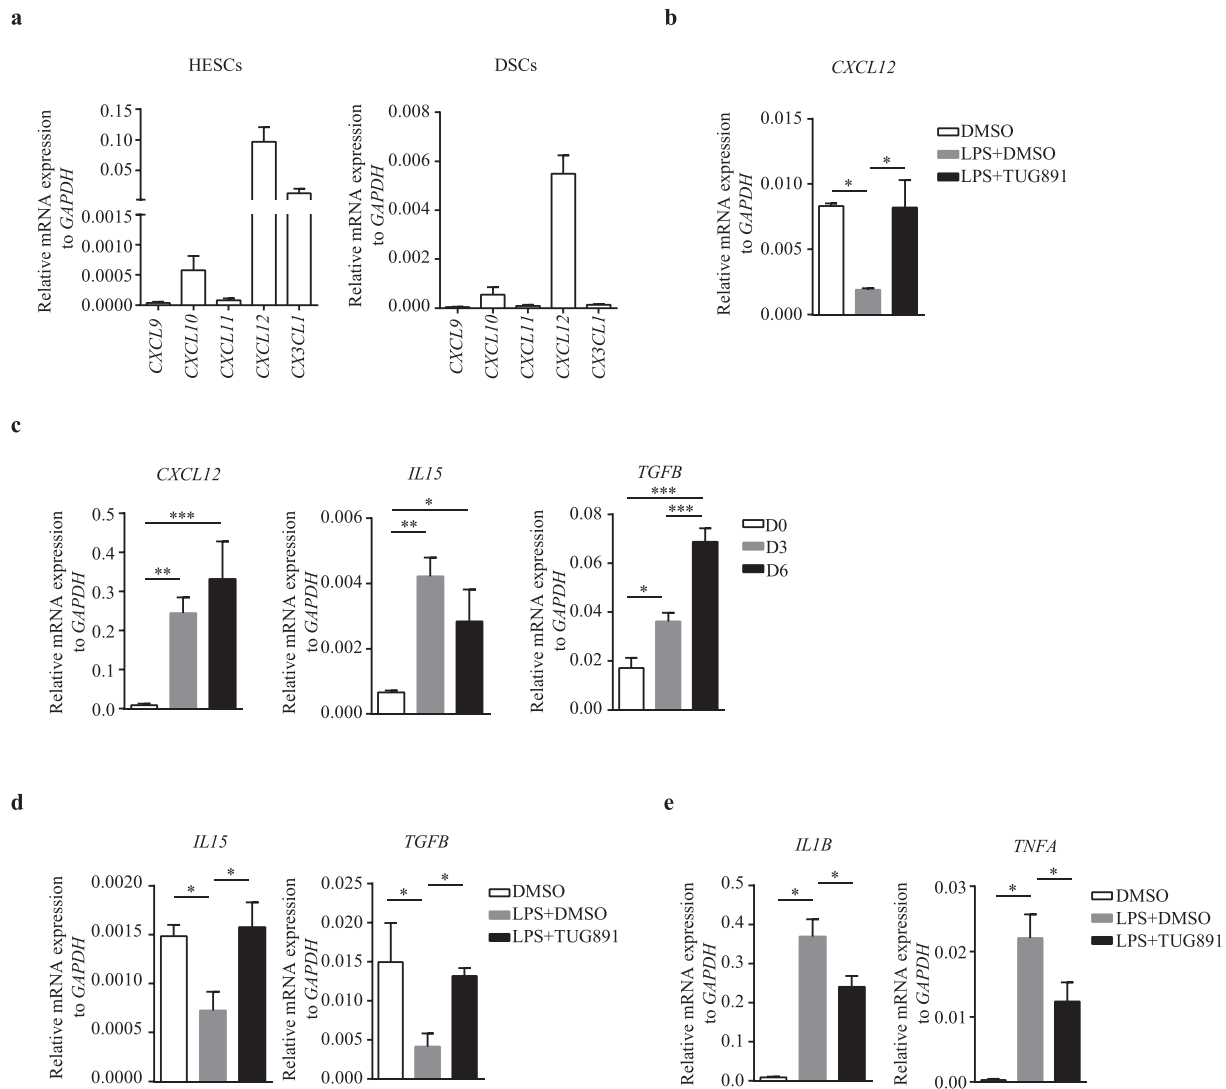 a
HESCs
Relative mRNA expression
to GAPDH
0.15
0.10
0.05
0.0015
0.0010
0.0005
0.0000
CXCL9
CXCL10
CXCL11
CXCL12
CX3CL1
DSCs
Relative mRNA expression
to GAPDH
0.008
0.006
0.004
0.002
0.000
CXCL9
CXCL10
CXCL11
CXCL12
CX3CL1
b
CXCL12
Relative mRNA expression
to GAPDH
0.015
0.010
0.005
0.000
*
*
DMSO
LPS+DMSO
LPS+TUG891
c
CXCL12
Relative mRNA expression
to GAPDH
0.5
0.4
0.3
0.2
0.1
0.0
***
**
IL15
Relative mRNA expression
to GAPDH
0.006
0.004
0.002
0.000
*
**
TGFB
Relative mRNA expression
to GAPDH
0.08
0.06
0.04
0.02
0.00
***
***
*
D0
D3
D6
d
IL15
Relative mRNA expression
to GAPDH
0.0020
0.0015
0.0010
0.0005
0.0000
*
*
TGFB
Relative mRNA expression
to GAPDH
0.025
0.020
0.015
0.010
0.005
0.000
*
*
DMSO
LPS+DMSO
LPS+TUG891
e
IL1B
Relative mRNA expression
to GAPDH
0.5
0.4
0.3
0.2
0.1
0.0
*
*
TNFA
Relative mRNA expression
to GAPDH
0.03
0.02
0.01
0.00
*
*
DMSO
LPS+DMSO
LPS+TUG891